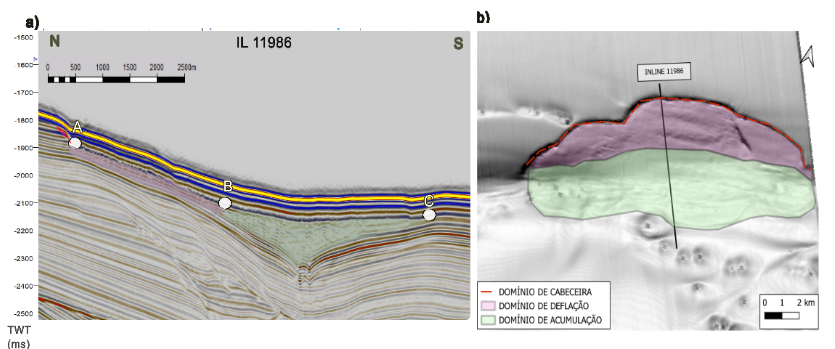 a)
N
IL 11986
S
-1500
-1600
-1700
-1800
-1900
-2000
-2100
-2200
-2300
-2400
-2500
TWT
(ms)
0 500 1000 1500 2000 2500m
A
B
C
b)
INLINE 11986
DOMÍNIO DE CABECEIRA
DOMÍNIO DE DEFLAÇÃO
DOMÍNIO DE ACUMULAÇÃO
0 1 2 km